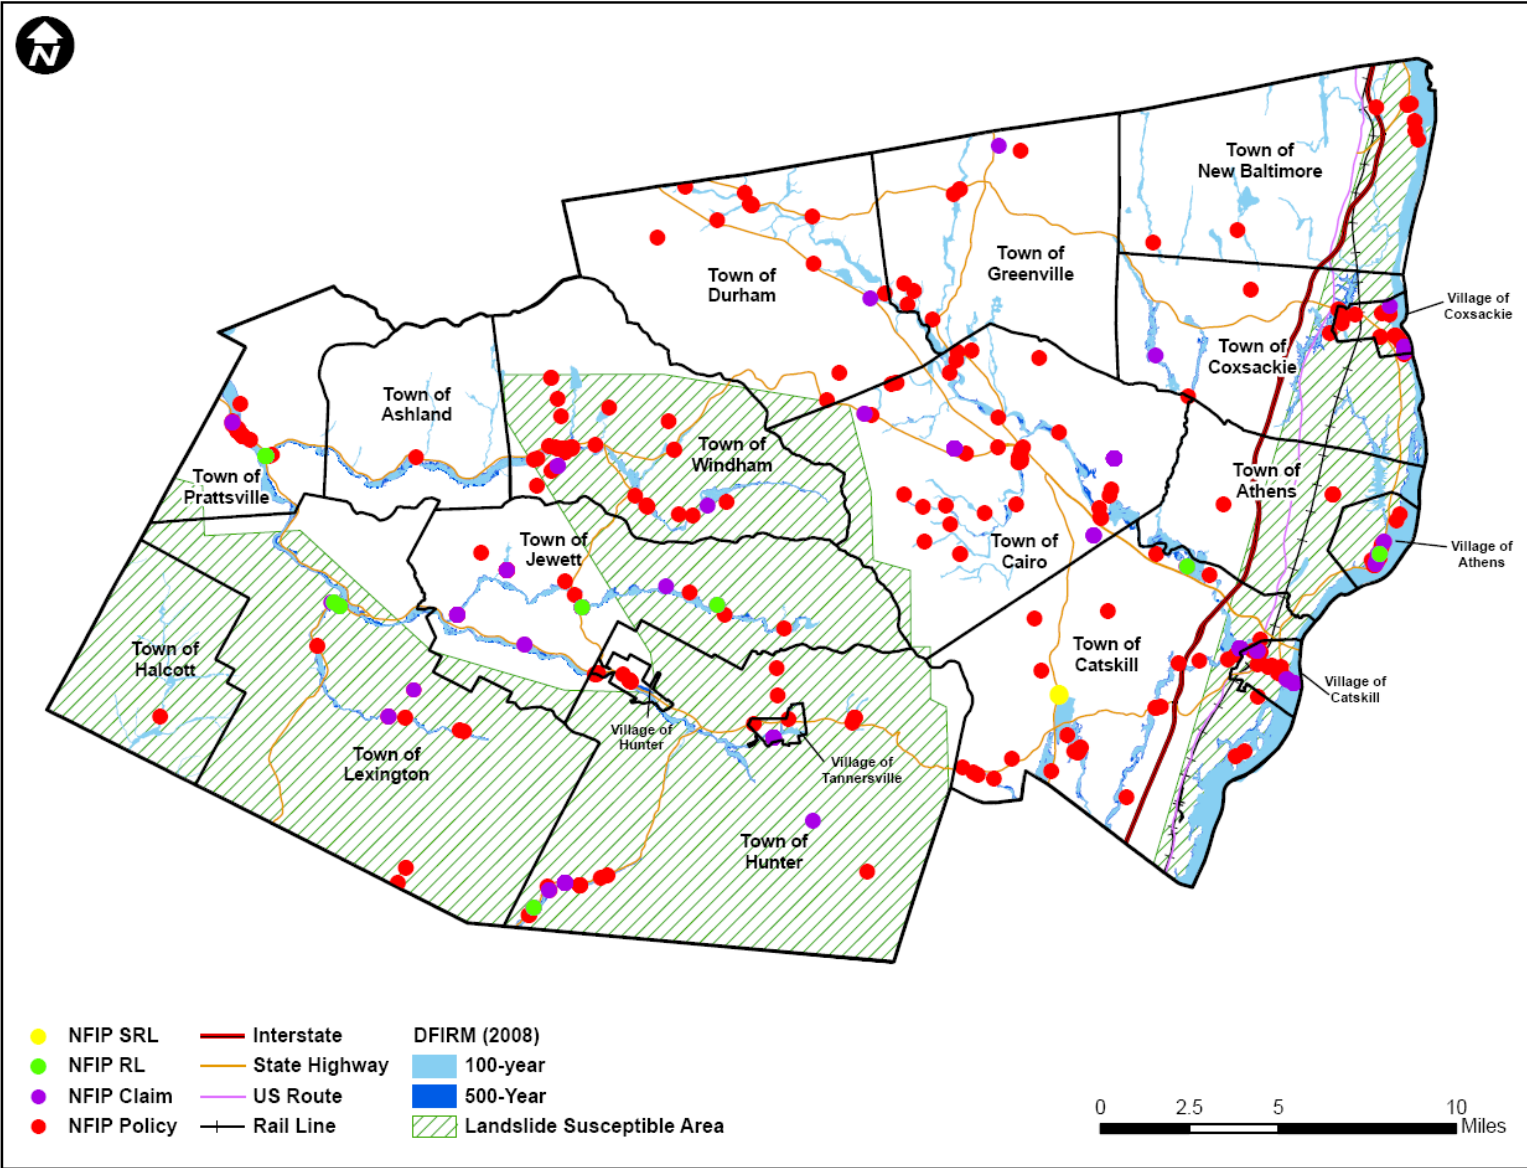 N
Town of
New Baltimore
Town of
Greenville
Town of
Durham
Village of
Coxsackie
Town of
Coxsackie
Town of
Ashland
Town of
Windham
Town of
Athens
Town of
Prattsville
Town of
Jewett
Town of
Cairo
Village of
Athens
Town of
Halcott
Town of
Catskill
Village of
Catskill
Village of
Hunter
Town of
Lexington
Village of
Tannersville
Town of
Hunter
NFIP SRL
NFIP RL
NFIP Claim
NFIP Policy
Interstate
State Highway
US Route
Rail Line
DFIRM (2008)
100-year
500-Year
Landslide Susceptible Area
0 2.5 5 10
Miles